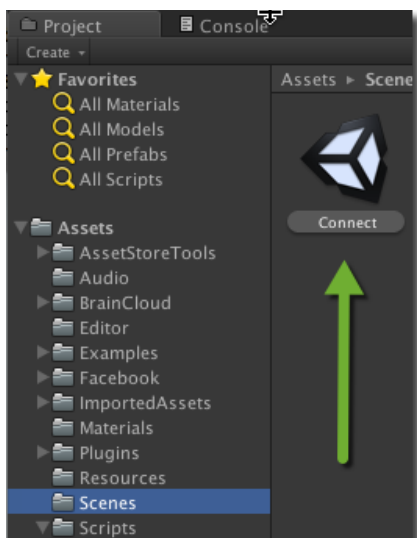 Project
Console
Create
Favorites
Assets ▸ Scene
All Materials
All Models
All Prefabs
All Scripts
Connect
Assets
AssetStoreTools
Audio
BrainCloud
Editor
Examples
Facebook
ImportedAssets
Materials
Plugins
Resources
Scenes
Scripts